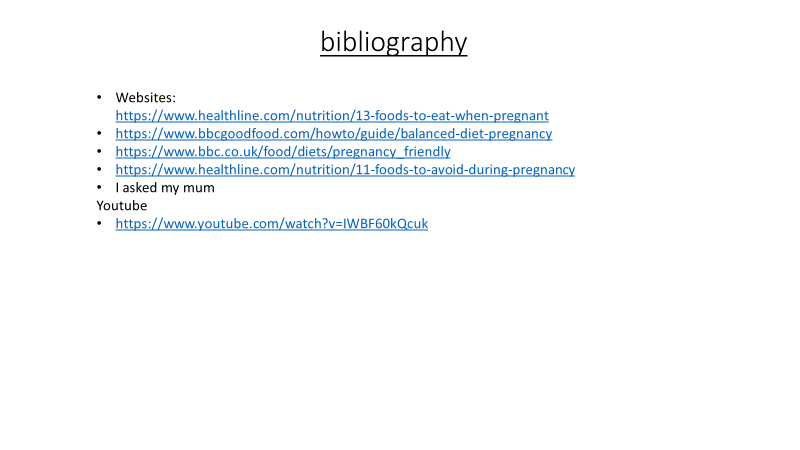 bibliography
• Websites:
https://www.healthline.com/nutrition/13-foods-to-eat-when-pregnant
• https://www.bbcgoodfood.com/howto/guide/balanced-diet-pregnancy
• https://www.bbc.co.uk/food/diets/pregnancy_friendly
• https://www.healthline.com/nutrition/11-foods-to-avoid-during-pregnancy
• I asked my mum
Youtube
• https://www.youtube.com/watch?v=IWBF60kQcuk